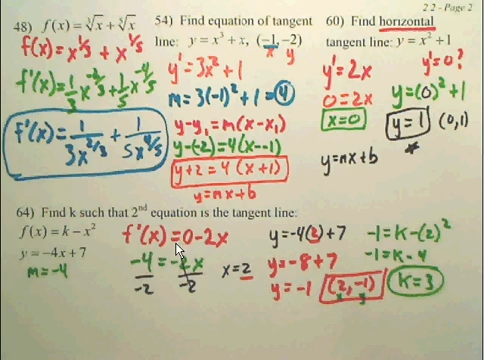 2.2 - Page 2
48) f(x) = ∛x + ⁵√x
f(x) = x^1/3 + x^1/5
f'(x) = 1/3 x^-2/3 + 1/5 x^-4/5
f'(x) = 1/(3x^2/3) + 1/(5x^4/5)
54) Find equation of tangent
line: y = x³ + x, (−1,−2)
x y
y' = 3x² + 1
m = 3(-1)² + 1 = 4
y - y₁ = m(x - x₁)
y - (-2) = 4(x - -1)
y + 2 = 4(x + 1)
y = mx + b
60) Find horizontal
tangent line: y = x² + 1
y' = 2x
0 = 2x
x = 0
y' = 0?
y = (0)² + 1
y = 1 (0,1)
y = mx + b
64) Find k such that 2nd equation is the tangent line:
f(x) = k − x²
y = −4x + 7
m = -4
f'(x) = 0 - 2x
-4 = -2x
-2 -2
x = 2
y = -4(2) + 7
y = -8 + 7
y = -1 (2, -1)
x y
-1 = k - (2)²
-1 = k - 4
k = 3